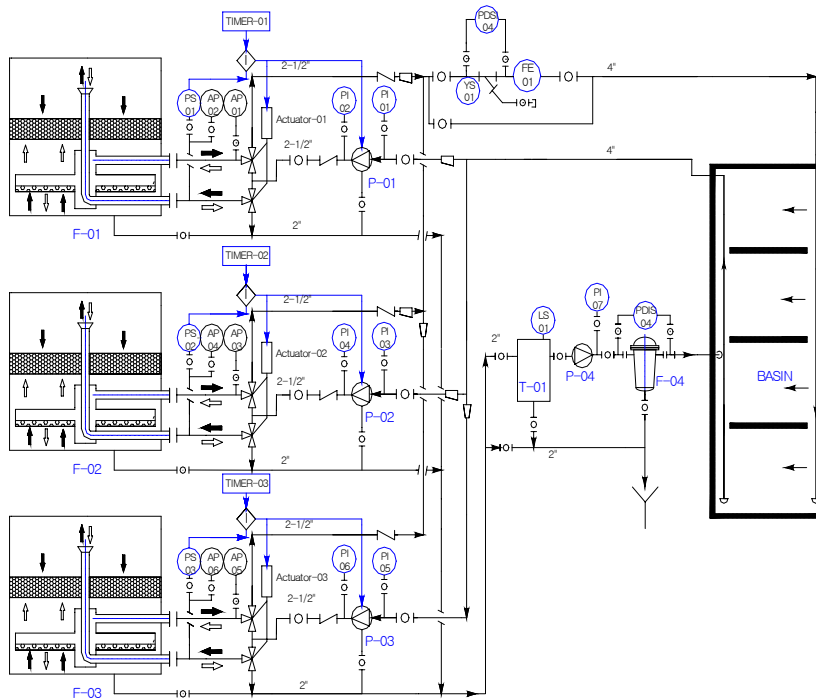 TIMER-01
PDS
04
2-1/2"
4"
FE
01
YS
01
PS
01
AP
02
AP
01
PI
02
PI
01
Actuator-01
2-1/2"
4"
P-01
2"
F-01
TIMER-02
2-1/2"
PI
07
PDIS
04
LS
01
PS
02
AP
04
AP
03
PI
04
PI
03
2"
Actuator-02
2-1/2"
P-04
F-04
T-01
BASIN
P-02
2"
2"
F-02
TIMER-03
2-1/2"
PS
03
AP
06
AP
05
PI
06
PI
05
Actuator-03
2-1/2"
P-03
2"
F-03